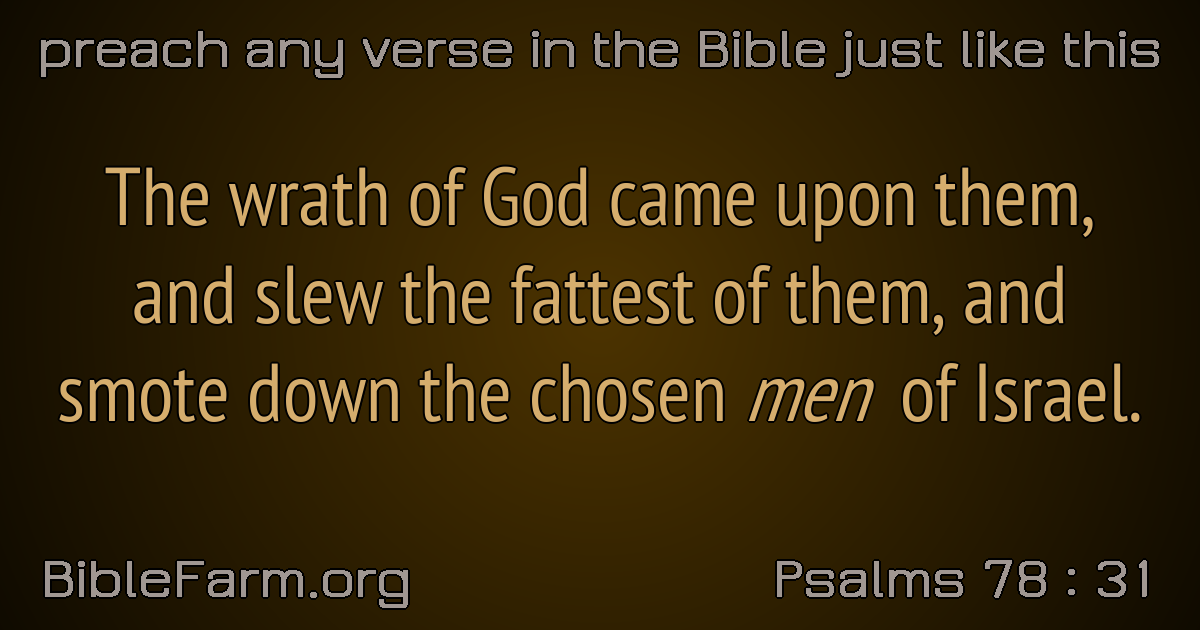 preach any verse in the Bible just like this
The wrath of God came upon them,
and slew the fattest of them, and
smote down the chosen men of Israel.
BibleFarm.org
Psalms 78 : 31